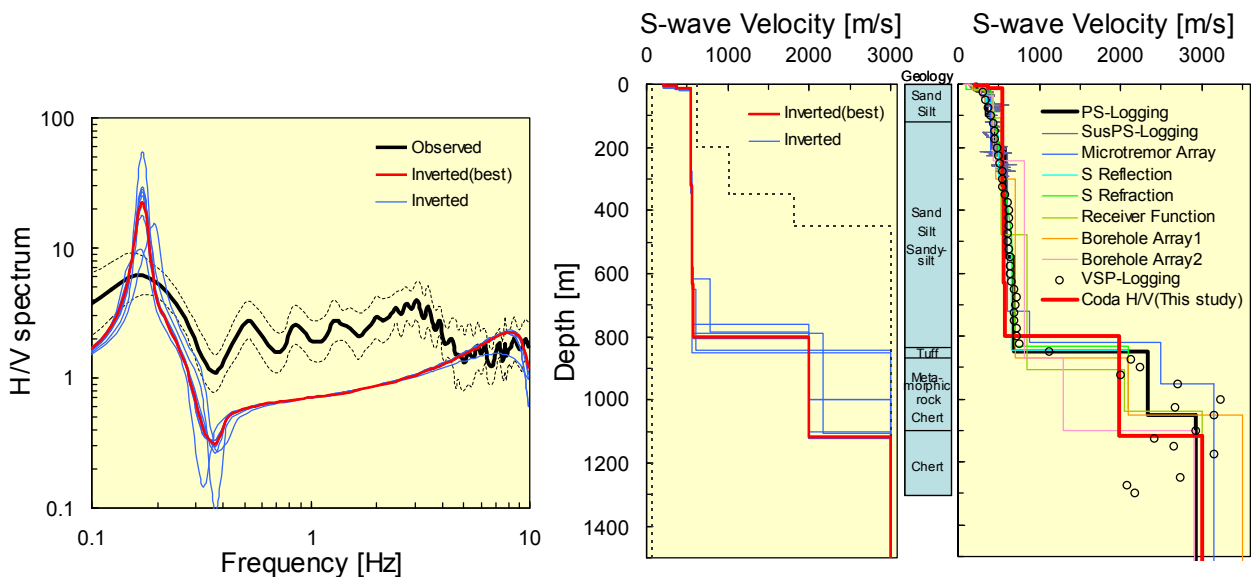 H/V spectrum
100
10
1
0.1
0.1
1
10
Frequency [Hz]
Observed
Inverted(best)
Inverted
S-wave Velocity [m/s]
0 1000 2000 3000
Depth [m]
0
200
400
600
800
1000
1200
1400
Inverted(best)
Inverted
Geology
Sand
Silt
Sand
Silt
Sandy-
silt
Tuff
Meta-
morphic
rock
Chert
Chert
S-wave Velocity [m/s]
0 1000 2000 3000
PS-Logging
SusPS-Logging
Microtremor Array
S Reflection
S Refraction
Receiver Function
Borehole Array1
Borehole Array2
VSP-Logging
Coda H/V(This study)